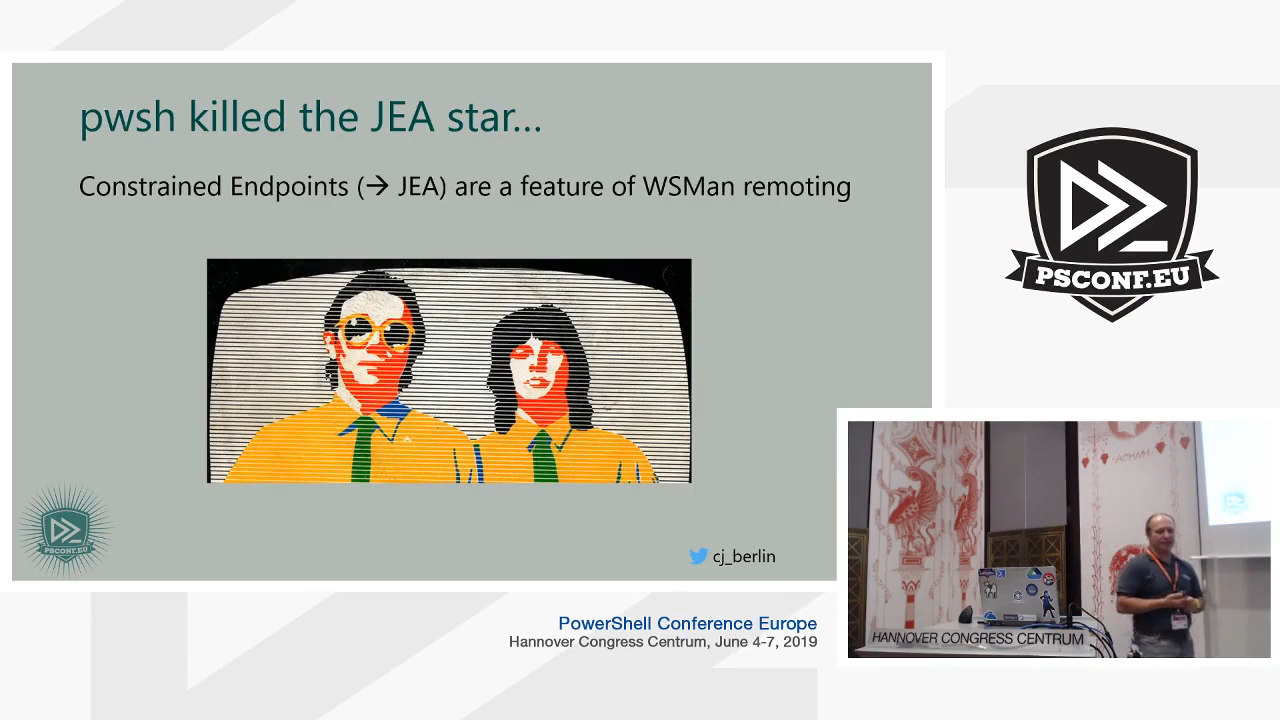 pwsh killed the JEA star...
Constrained Endpoints (→ JEA) are a feature of WSMan remoting
PSCONF.EU
cj_berlin
PSCONF.EU
PowerShell Conference Europe
Hannover Congress Centrum, June 4-7, 2019
HANNOVER CONGRESS CENTRUM